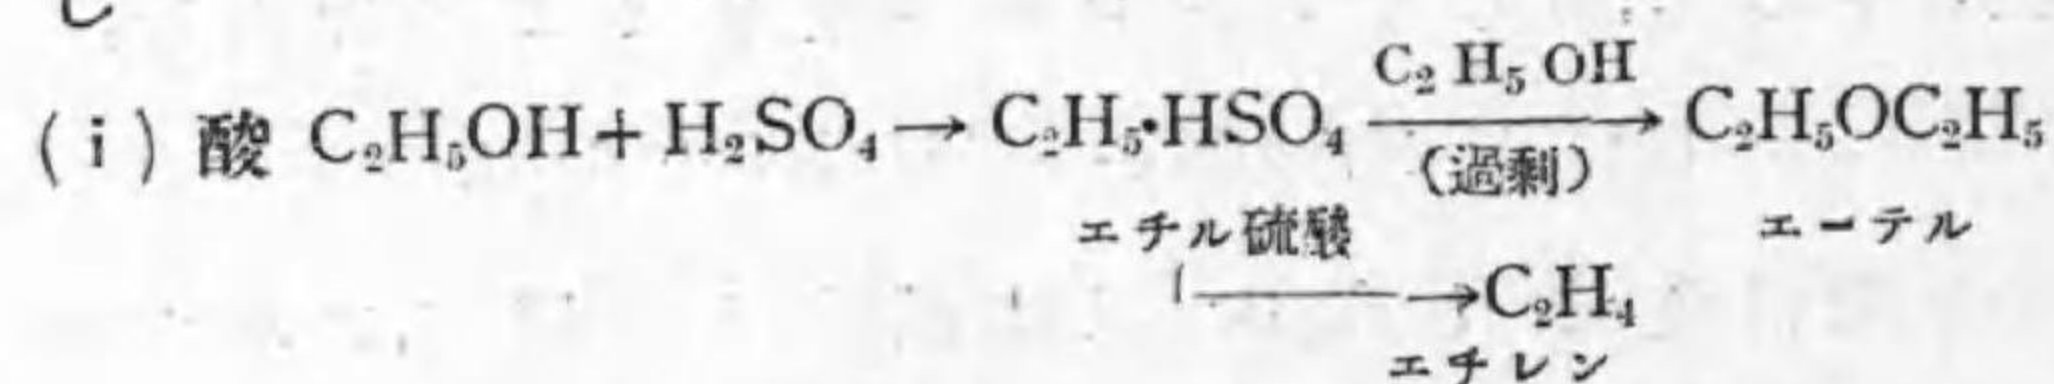 し
C₂H₅OH
(i) 酸 C₂H₅OH + H₂SO₄ → C₂H₅•HSO₄ → C₂H₅OC₂H₅
(過剰)
エチル硫酸 エーテル
→C₂H₄
エチレン